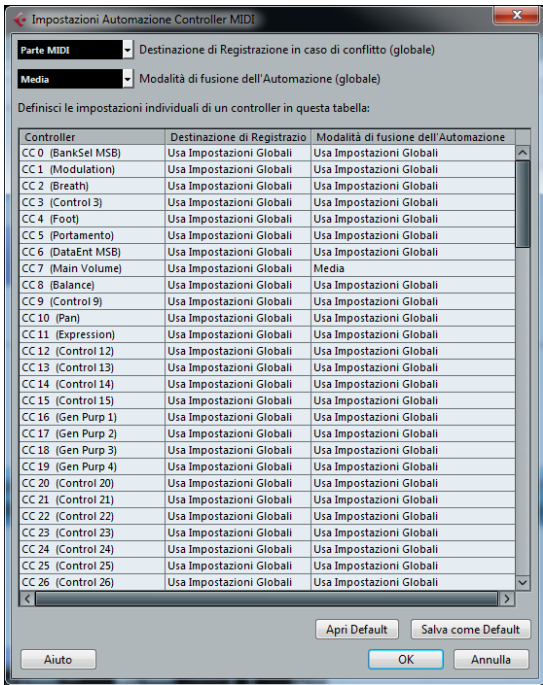 Impostazioni Automazione Controller MIDI
Parte MIDI Destinazione di Registrazione in caso di conflitto (globale)
Media Modalità di fusione dell'Automazione (globale)
Definisci le impostazioni individuali di un controller in questa tabella:
Controller Destinazione di Registrazio Modalità di fusione dell'Automazione
CC 0 (BankSel MSB) Usa Impostazioni Globali Usa Impostazioni Globali
CC 1 (Modulation) Usa Impostazioni Globali Usa Impostazioni Globali
CC 2 (Breath) Usa Impostazioni Globali Usa Impostazioni Globali
CC 3 (Control 3) Usa Impostazioni Globali Usa Impostazioni Globali
CC 4 (Foot) Usa Impostazioni Globali Usa Impostazioni Globali
CC 5 (Portamento) Usa Impostazioni Globali Usa Impostazioni Globali
CC 6 (DataEnt MSB) Usa Impostazioni Globali Usa Impostazioni Globali
CC 7 (Main Volume) Usa Impostazioni Globali Media
CC 8 (Balance) Usa Impostazioni Globali Usa Impostazioni Globali
CC 9 (Control 9) Usa Impostazioni Globali Usa Impostazioni Globali
CC 10 (Pan) Usa Impostazioni Globali Usa Impostazioni Globali
CC 11 (Expression) Usa Impostazioni Globali Usa Impostazioni Globali
CC 12 (Control 12) Usa Impostazioni Globali Usa Impostazioni Globali
CC 13 (Control 13) Usa Impostazioni Globali Usa Impostazioni Globali
CC 14 (Control 14) Usa Impostazioni Globali Usa Impostazioni Globali
CC 15 (Control 15) Usa Impostazioni Globali Usa Impostazioni Globali
CC 16 (Gen Purp 1) Usa Impostazioni Globali Usa Impostazioni Globali
CC 17 (Gen Purp 2) Usa Impostazioni Globali Usa Impostazioni Globali
CC 18 (Gen Purp 3) Usa Impostazioni Globali Usa Impostazioni Globali
CC 19 (Gen Purp 4) Usa Impostazioni Globali Usa Impostazioni Globali
CC 20 (Control 20) Usa Impostazioni Globali Usa Impostazioni Globali
CC 21 (Control 21) Usa Impostazioni Globali Usa Impostazioni Globali
CC 22 (Control 22) Usa Impostazioni Globali Usa Impostazioni Globali
CC 23 (Control 23) Usa Impostazioni Globali Usa Impostazioni Globali
CC 24 (Control 24) Usa Impostazioni Globali Usa Impostazioni Globali
CC 25 (Control 25) Usa Impostazioni Globali Usa Impostazioni Globali
CC 26 (Control 26) Usa Impostazioni Globali Usa Impostazioni Globali
Apri Default Salva come Default
Aiuto OK Annulla